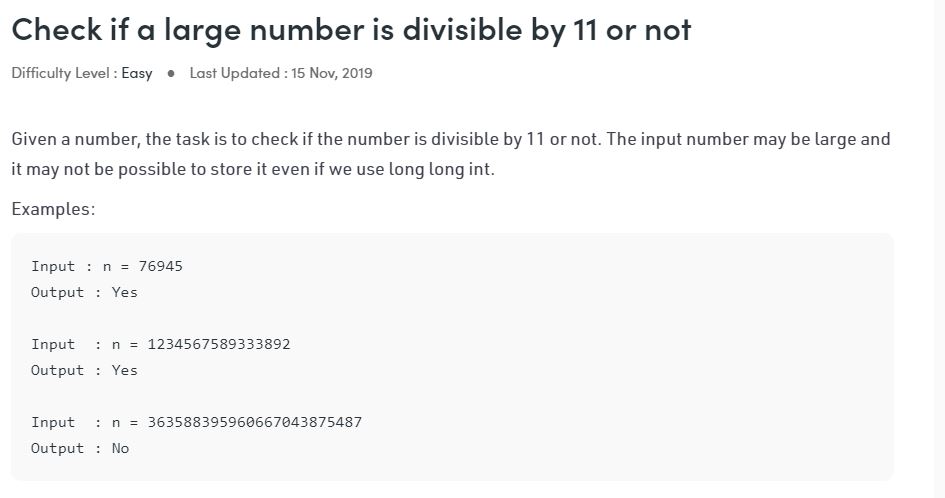 Check if a large number is divisible by 11 or not
Difficulty Level : Easy ● Last Updated : 15 Nov, 2019
Given a number, the task is to check if the number is divisible by 11 or not. The input number may be large and
it may not be possible to store it even if we use long long int.
Examples:
Input : n = 76945
Output : Yes
Input  : n = 1234567589333892
Output : Yes
Input  : n = 363588395960667043875487
Output : No